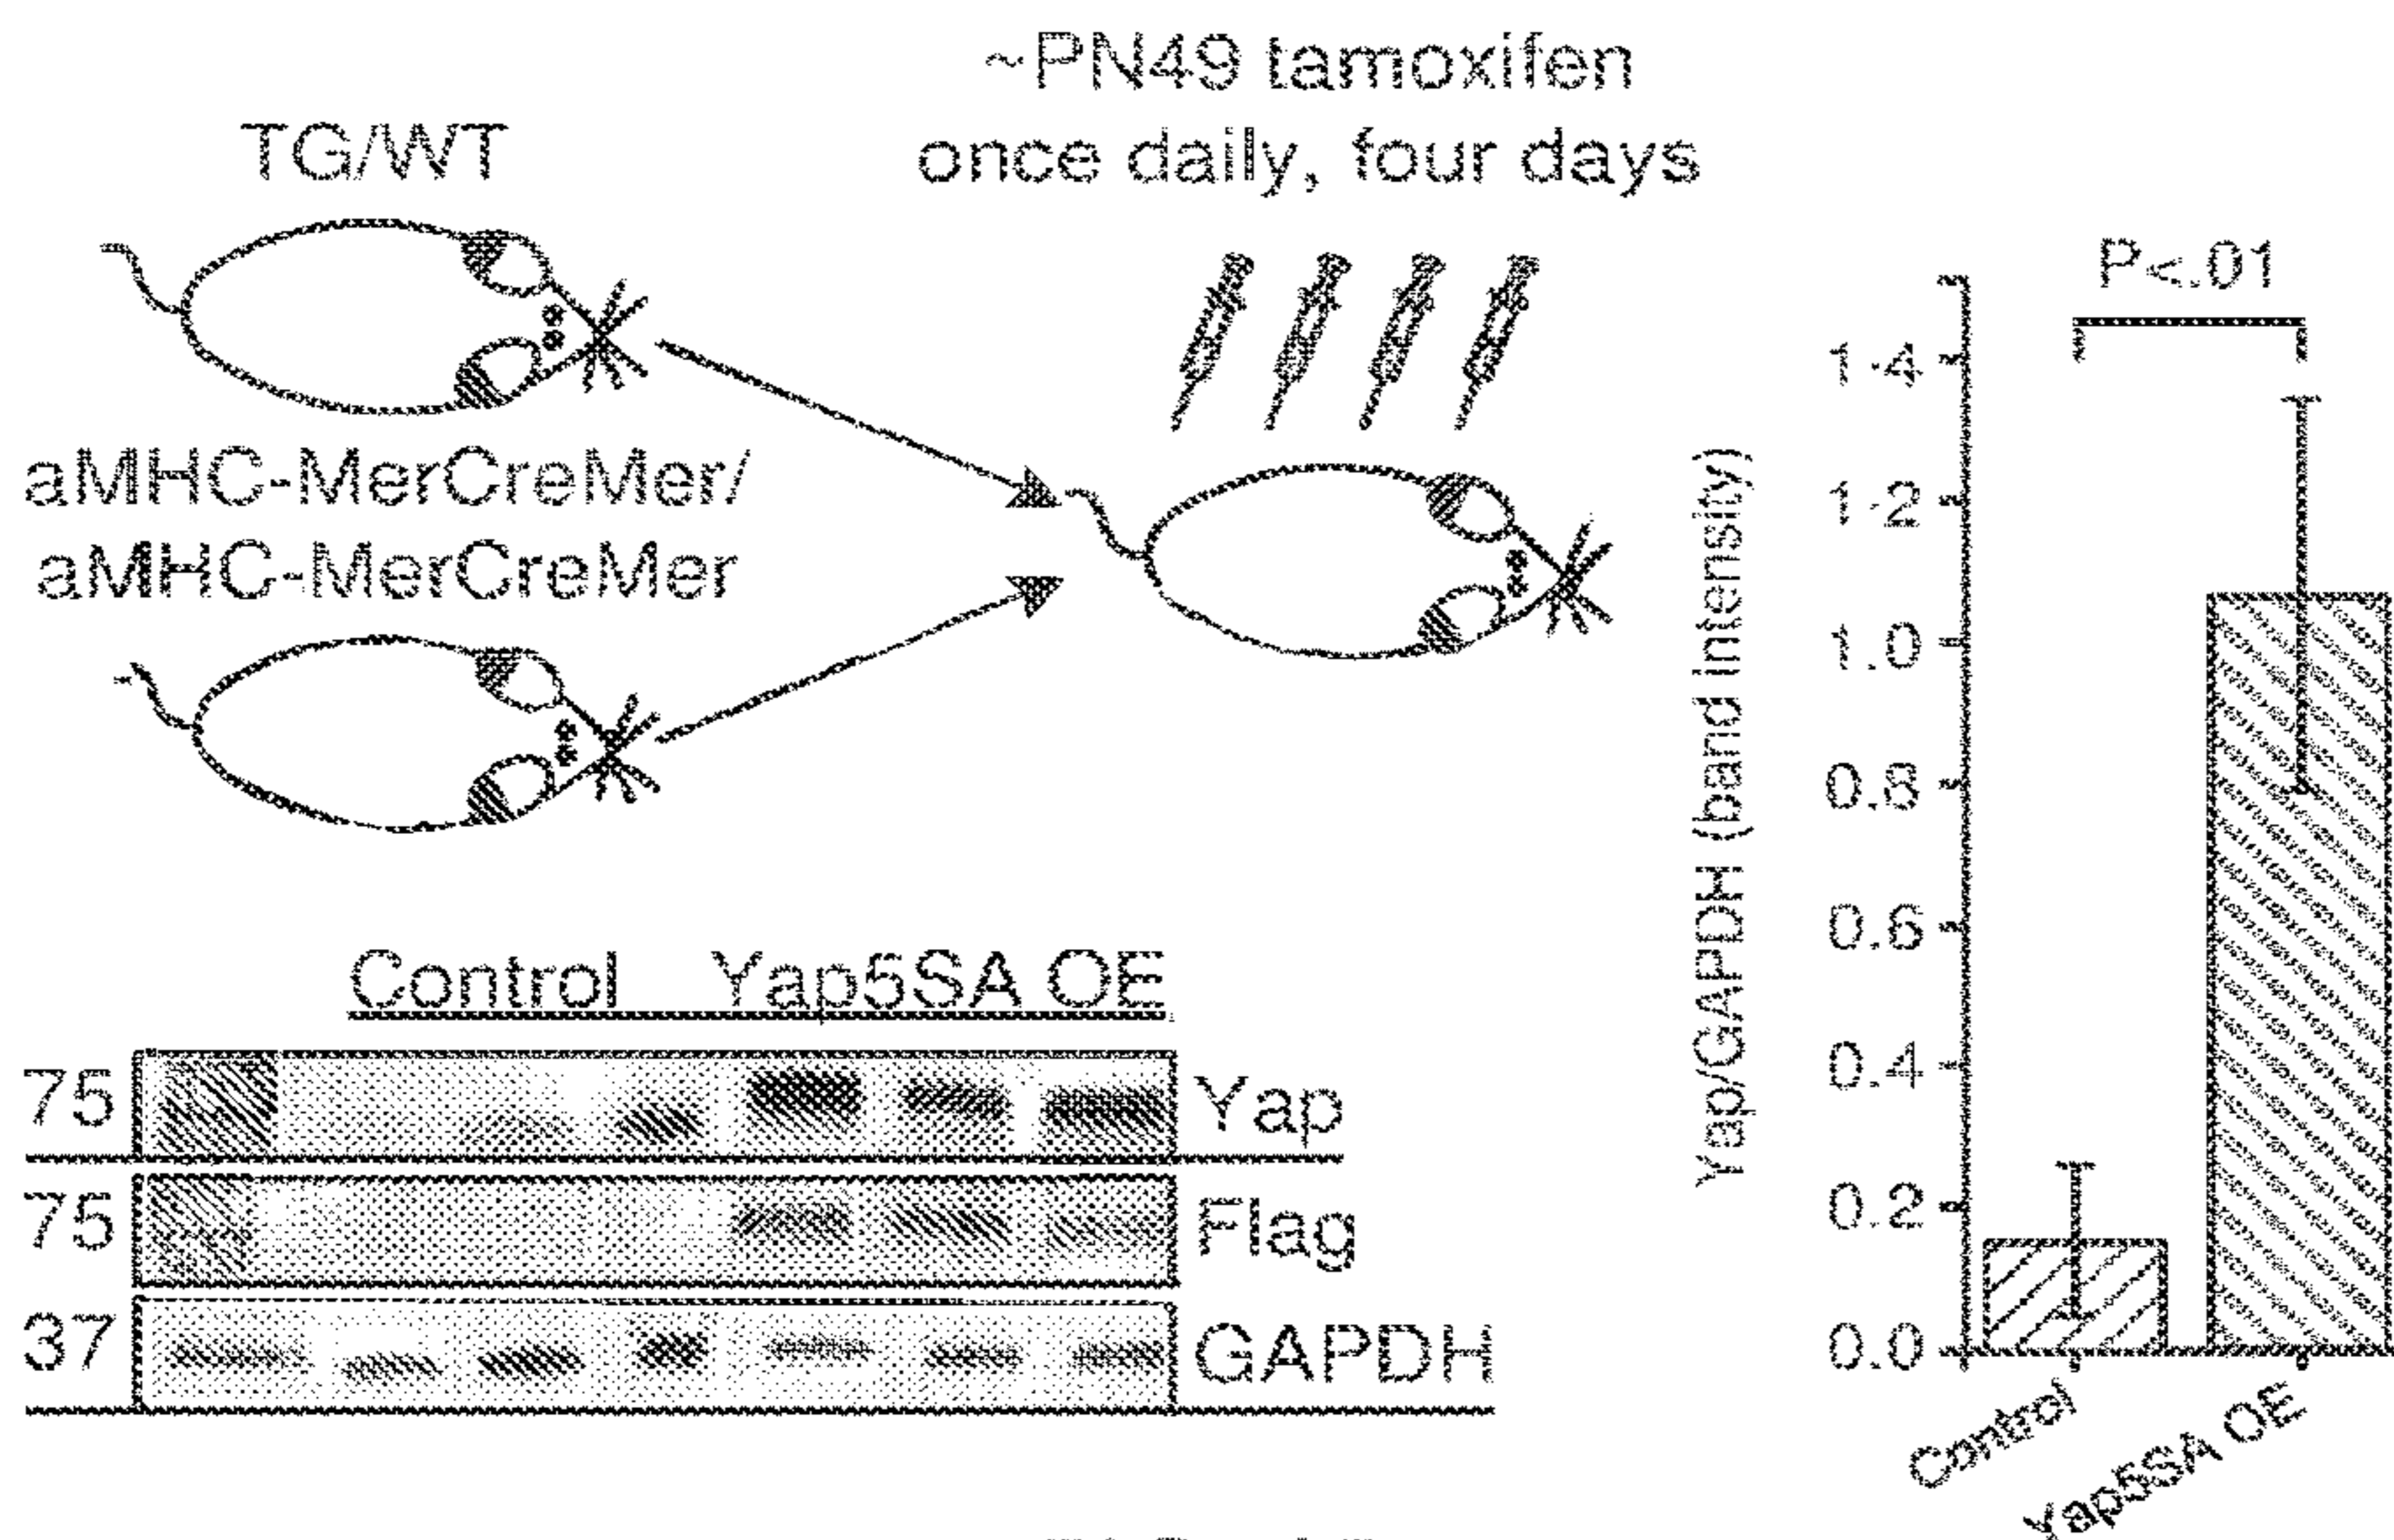 ~PN49 tamoxifen
once daily, four days
TG/WT
aMHC-MerCreMer/
aMHC-MerCreMer
Control Yap5SA OE
75 Yap
75 Flag
37 GAPDH
P<.01
Yap/GAPDH (band intensity)
1.4
1.2
1.0
0.8
0.6
0.4
0.2
0.0
Control
Yap5SA OE